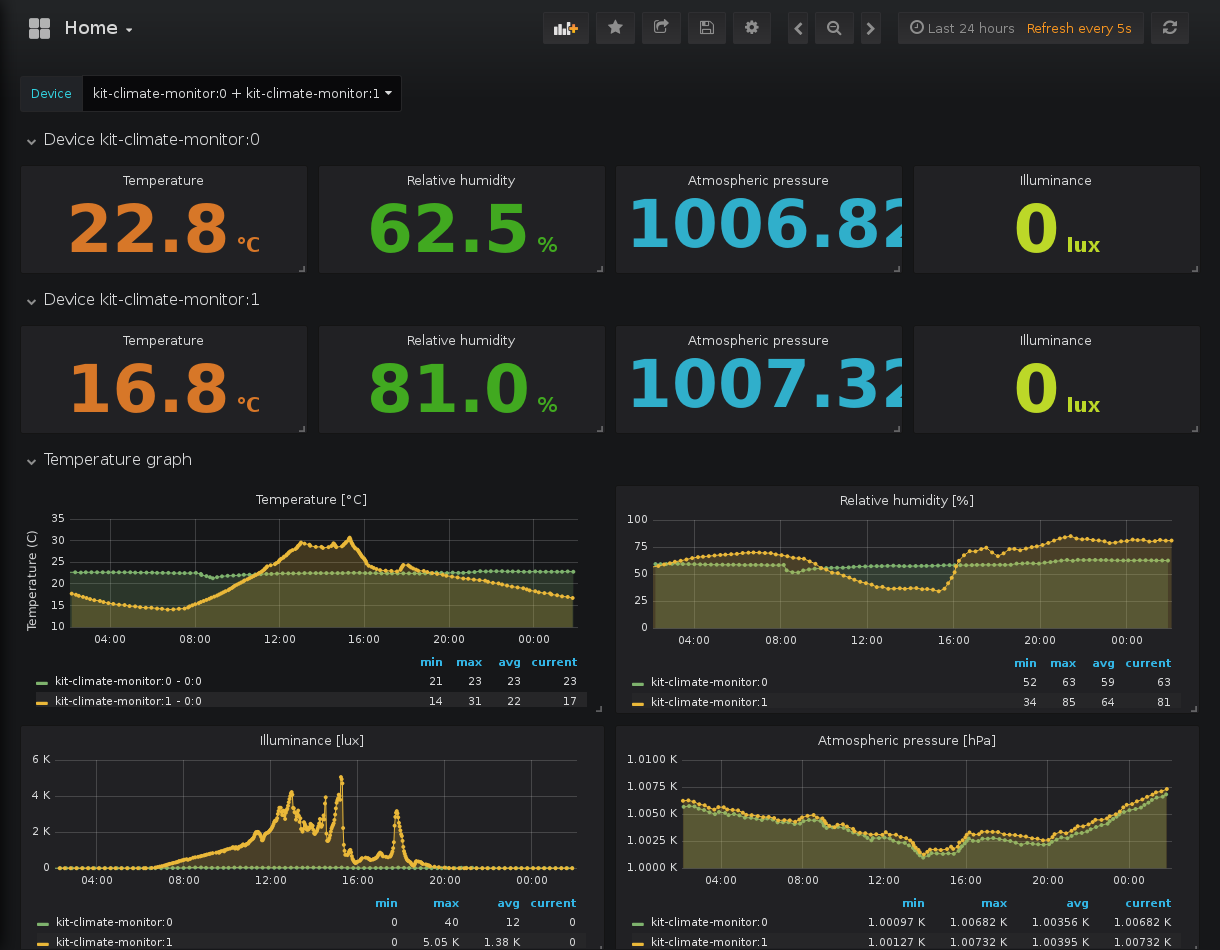 Home
Last 24 hours Refresh every 5s
Device kit-climate-monitor:0 + kit-climate-monitor:1
Device kit-climate-monitor:0
Temperature Relative humidity Atmospheric pressure Illuminance
22.8 °C 62.5 % 1006.82 0 lux
Device kit-climate-monitor:1
Temperature Relative humidity Atmospheric pressure Illuminance
16.8 °C 81.0 % 1007.32 0 lux
Temperature graph
Temperature [°C]
Temperature (C)
35
30
25
20
15
10
04:00 08:00 12:00 16:00 20:00 00:00
min max avg current
kit-climate-monitor:0 - 0:0 21 23 23 23
kit-climate-monitor:1 - 0:0 14 31 22 17
Relative humidity [%]
100
75
50
25
0
04:00 08:00 12:00 16:00 20:00 00:00
min max avg current
kit-climate-monitor:0 52 63 59 63
kit-climate-monitor:1 34 85 64 81
Illuminance [lux]
6 K
4 K
2 K
0
04:00 08:00 12:00 16:00 20:00 00:00
min max avg current
kit-climate-monitor:0 0 40 12 0
kit-climate-monitor:1 0 5.05 K 1.38 K 0
Atmospheric pressure [hPa]
1.0100 K
1.0075 K
1.0050 K
1.0025 K
1.0000 K
04:00 08:00 12:00 16:00 20:00 00:00
min max avg current
kit-climate-monitor:0 1.00097 K 1.00682 K 1.00356 K 1.00682 K
kit-climate-monitor:1 1.00127 K 1.00732 K 1.00395 K 1.00732 K